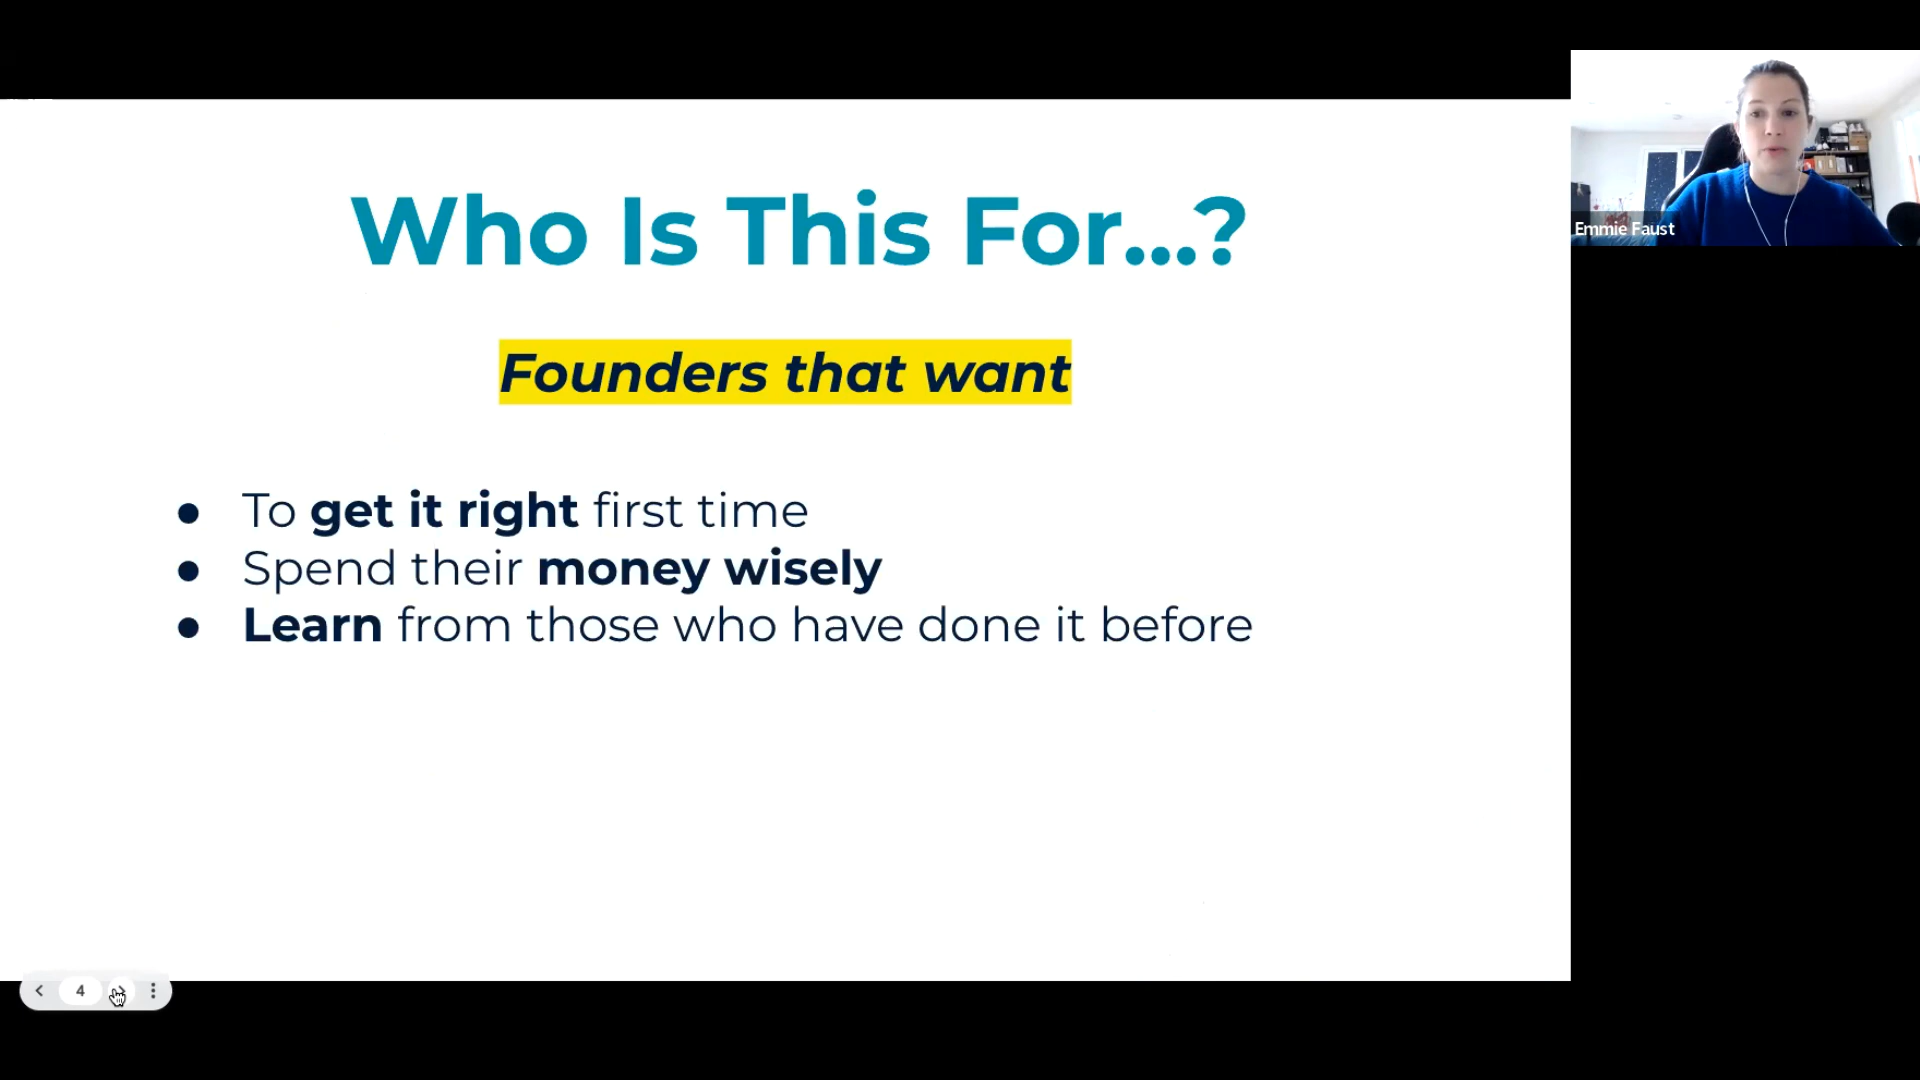 Who Is This For...?
Founders that want
● To get it right first time
● Spend their money wisely
● Learn from those who have done it before
Emmie Faust
4